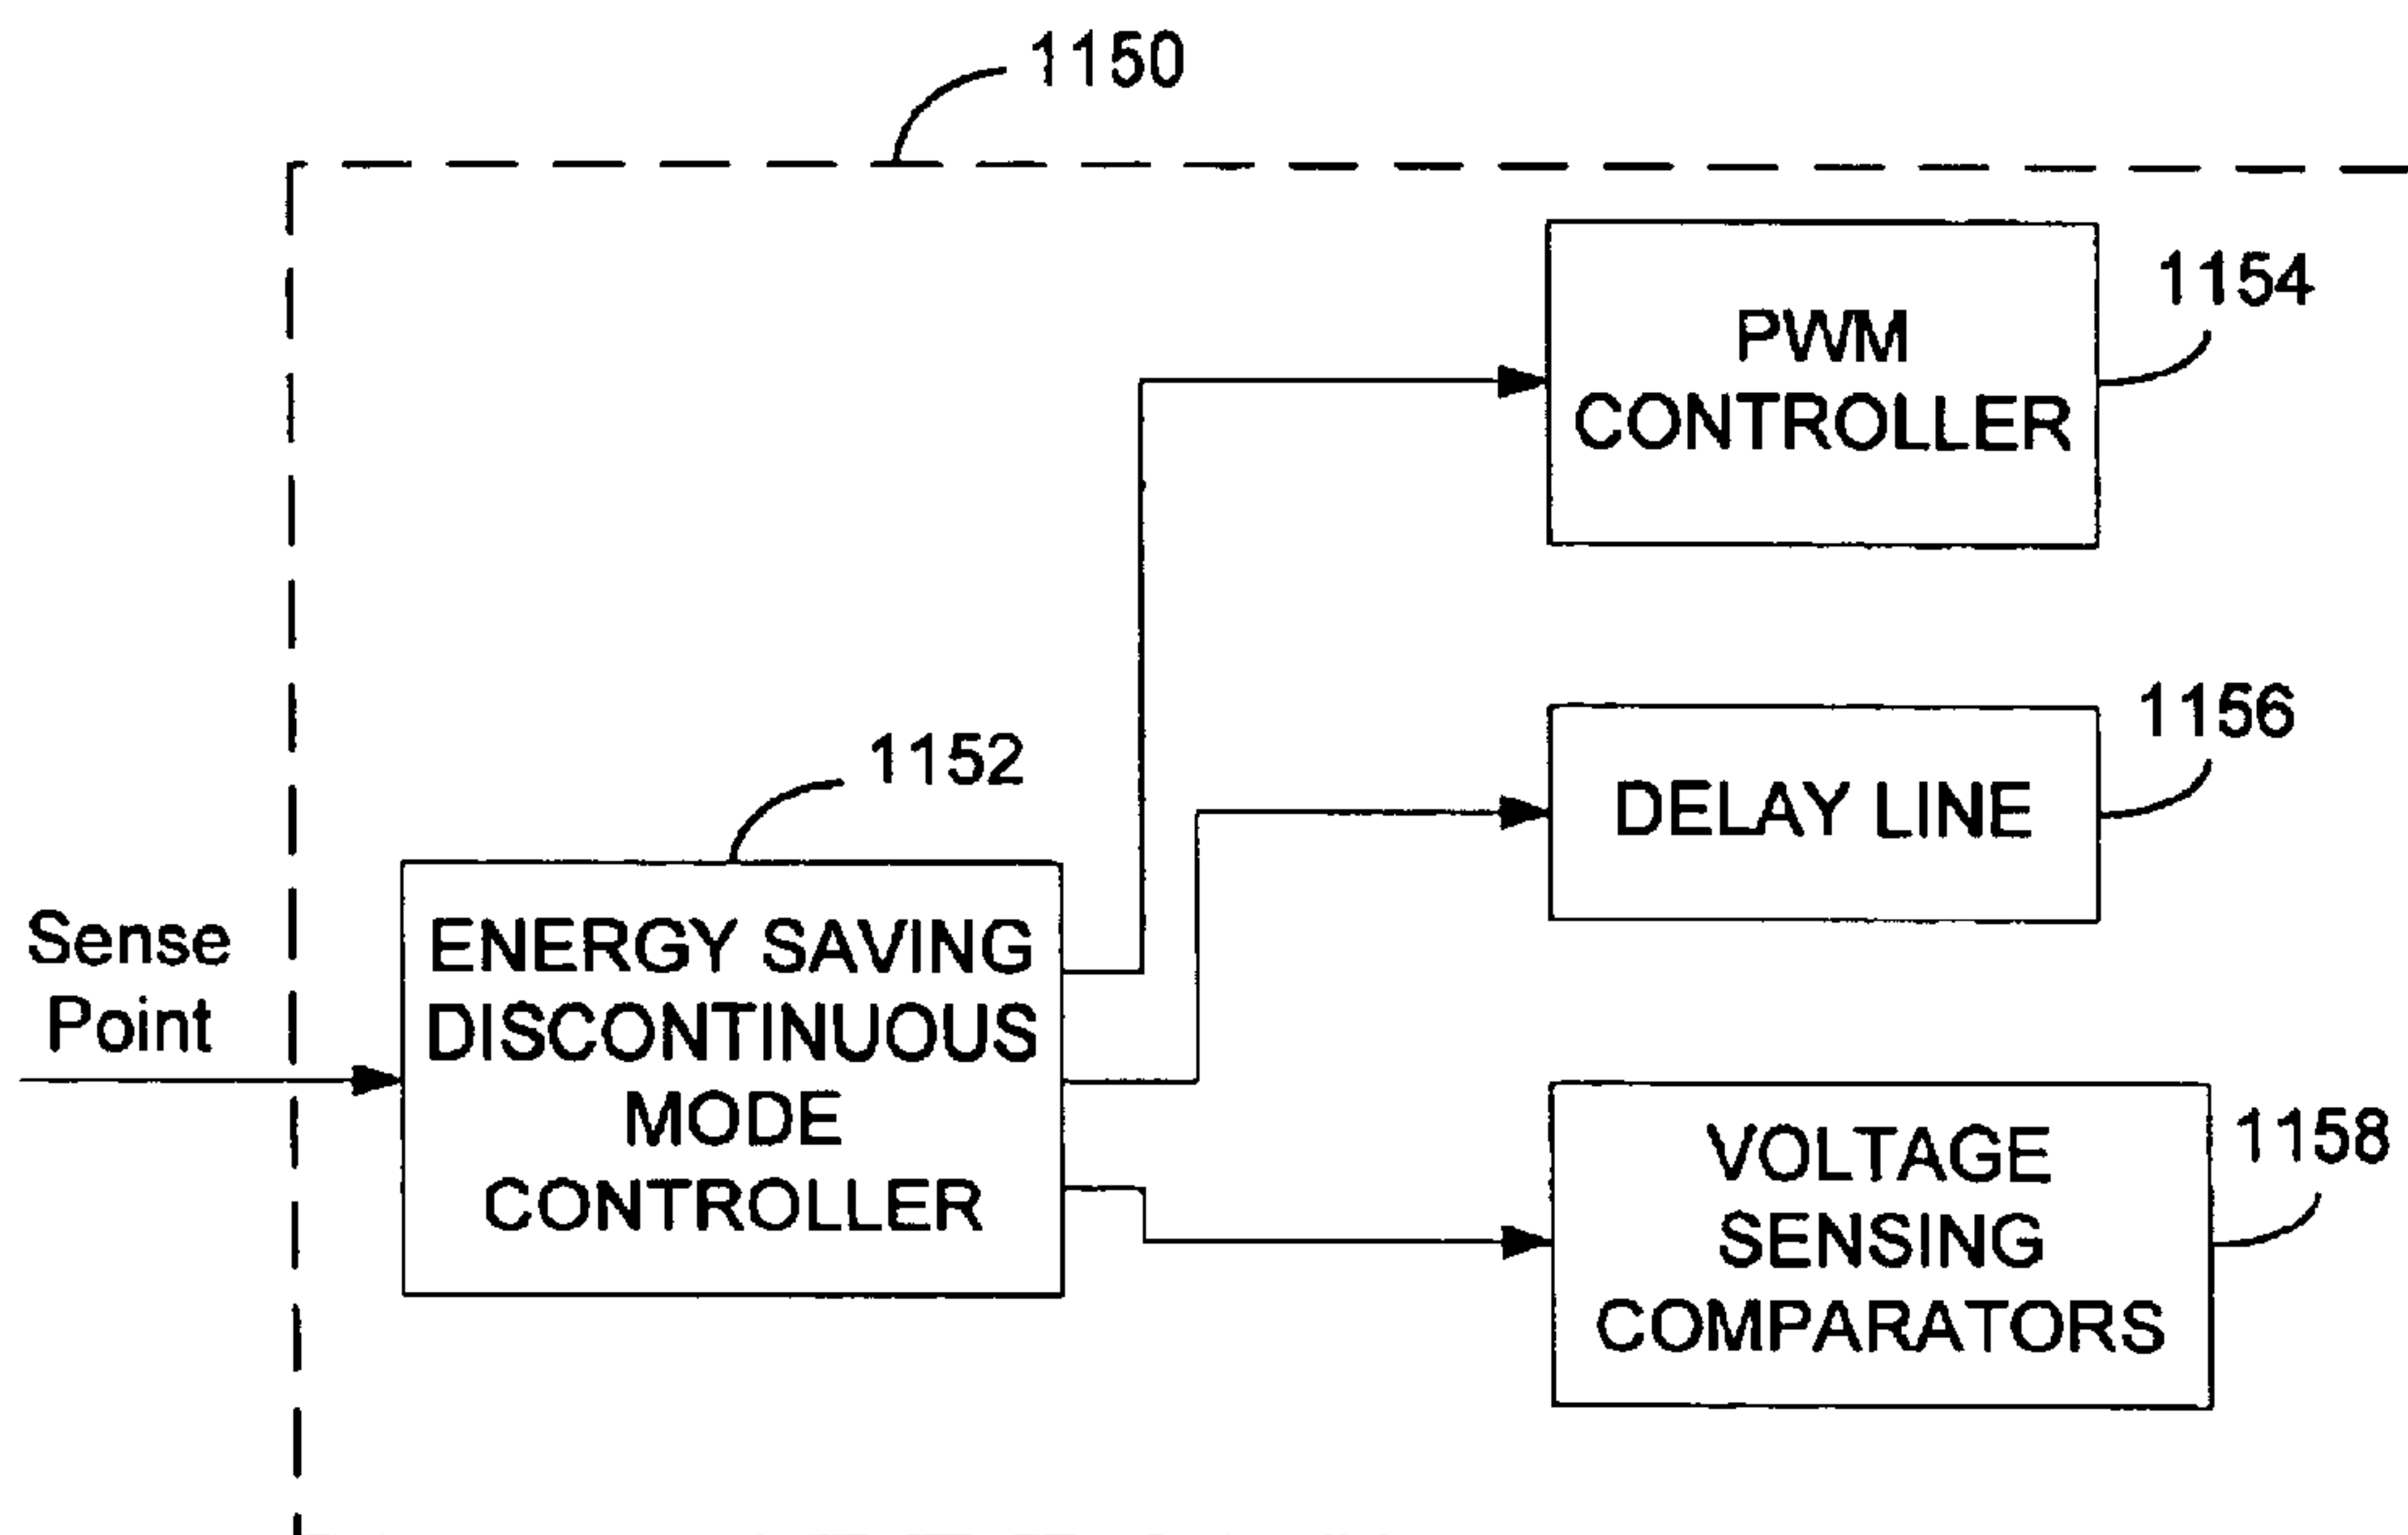 1150
PWM
CONTROLLER
1154
DELAY LINE
1156
1152
Sense
Point
ENERGY SAVING
DISCONTINUOUS
MODE
CONTROLLER
VOLTAGE
SENSING
COMPARATORS
1158